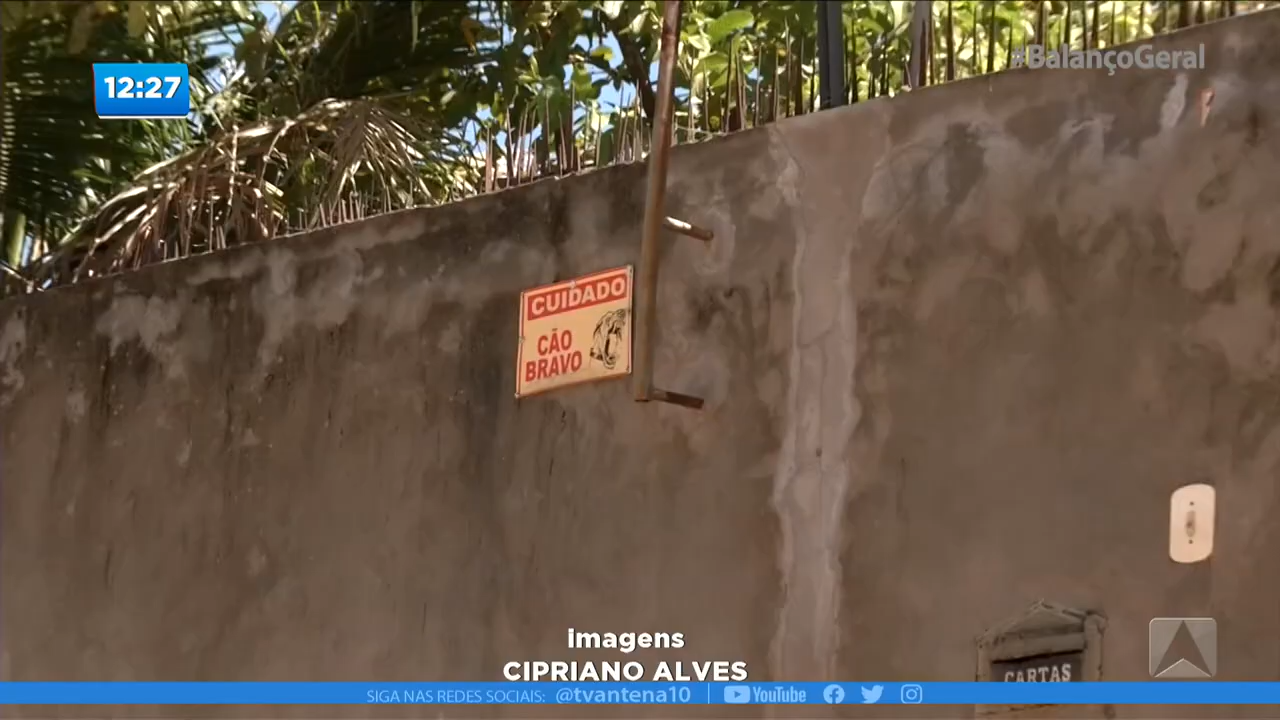 #BalançoGeral
12:27
CUIDADO
CÃO
BRAVO
imagens
CIPRIANO ALVES
CARTAS
SIGA NAS REDES SOCIAIS: @tvantena10 YouTube